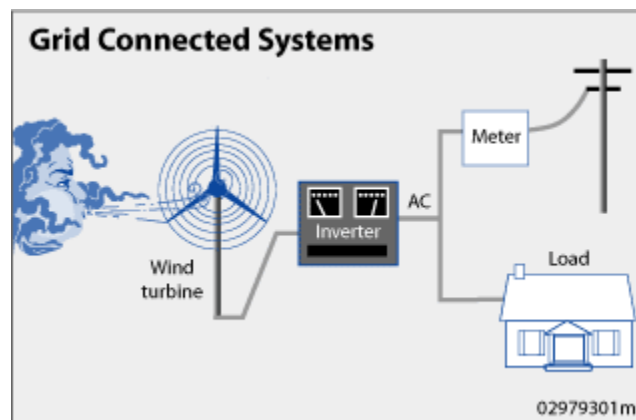 Grid Connected Systems
Meter
AC
Inverter
Wind
turbine
Load
02979301m